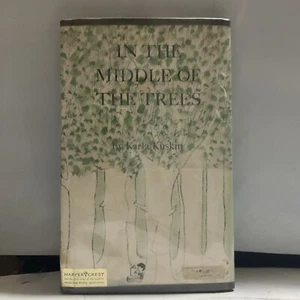 IN THE
MIDDLE OF
THE TREES
by Karla Kuskin
HARPER CREST